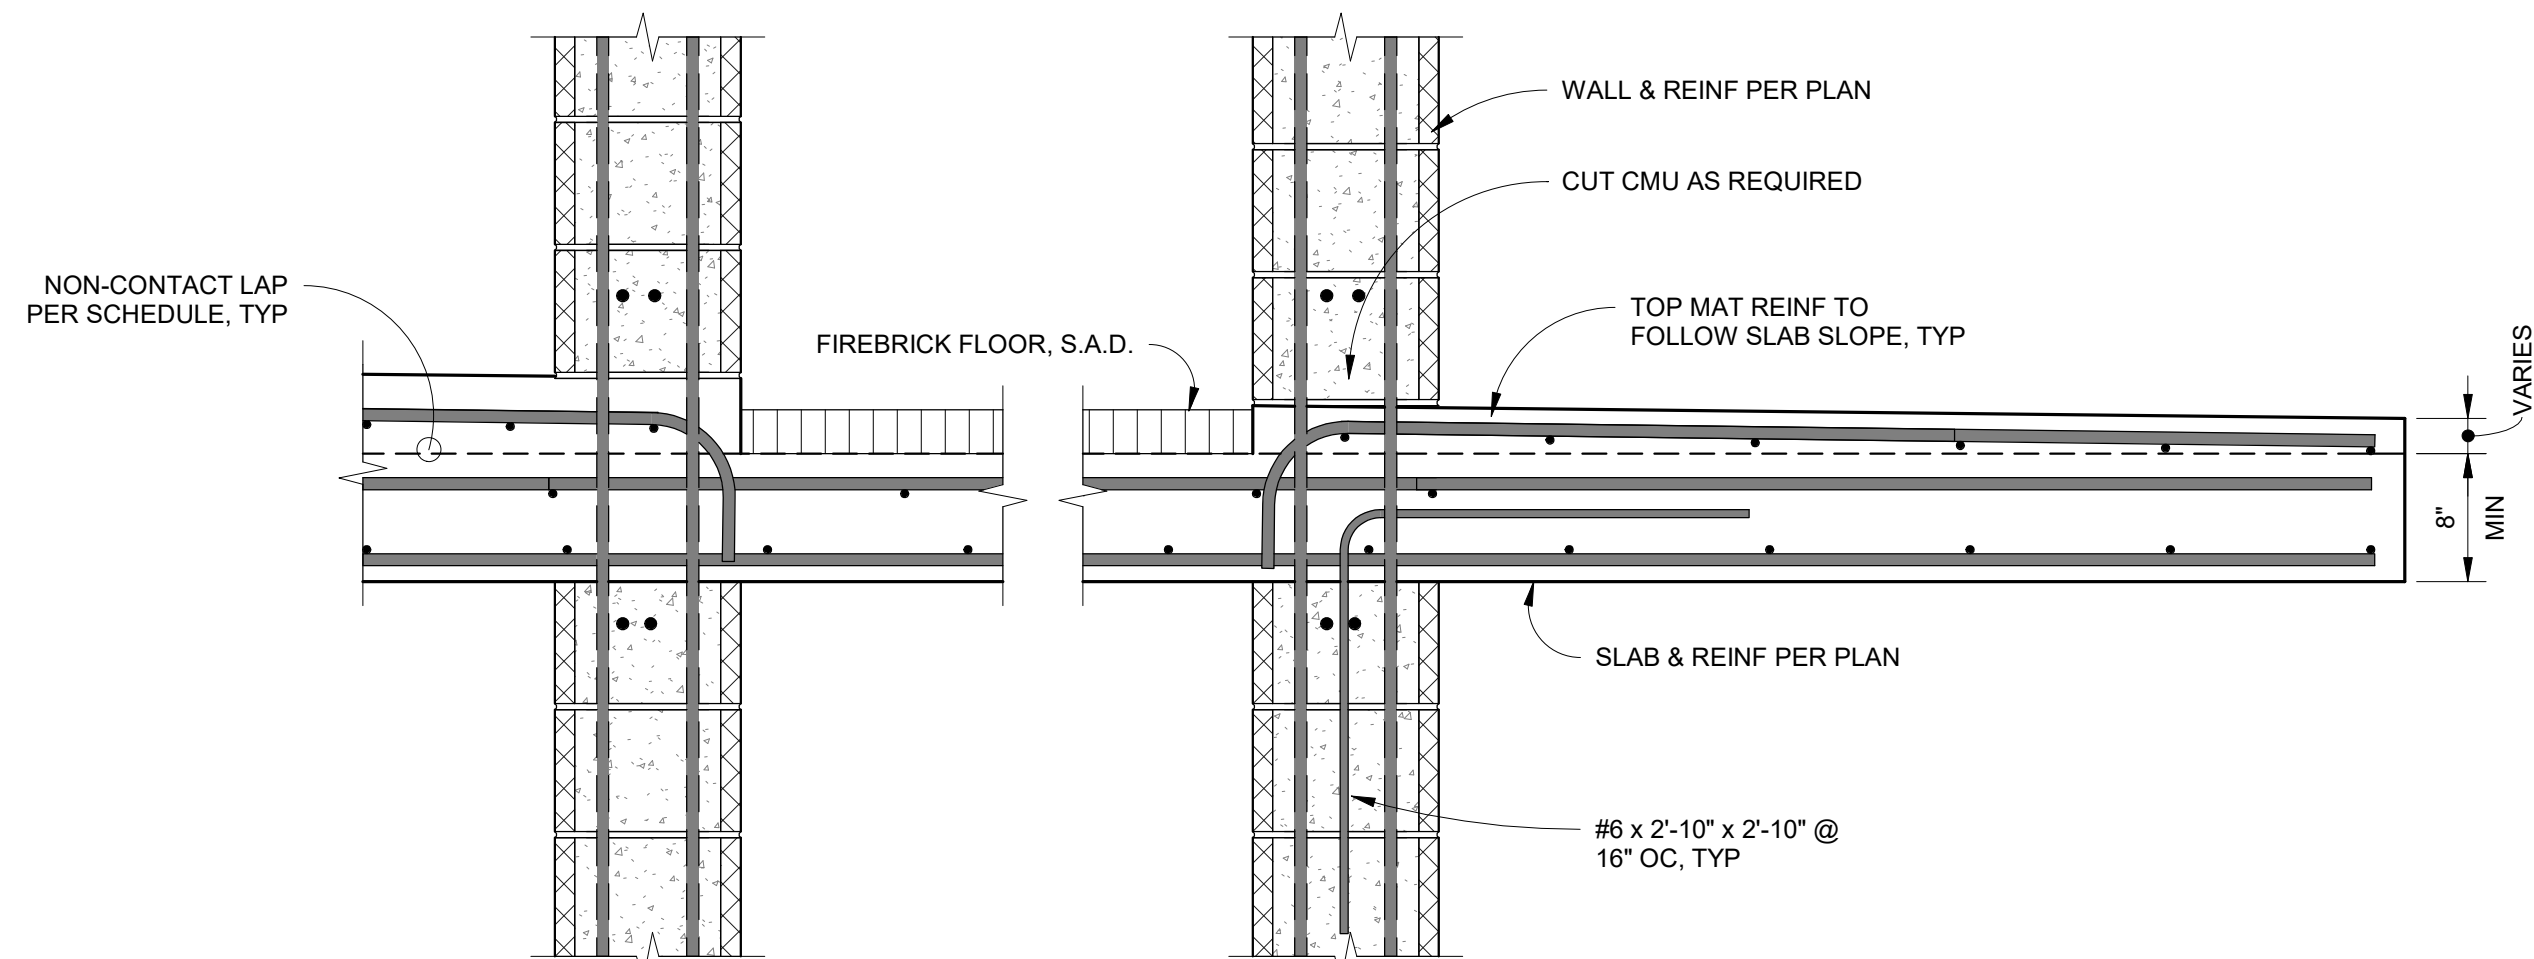 WALL & REINF PER PLAN
CUT CMU AS REQUIRED
NON-CONTACT LAP
PER SCHEDULE, TYP
TOP MAT REINF TO
FOLLOW SLAB SLOPE, TYP
FIREBRICK FLOOR, S.A.D.
VARIES
8"
MIN
SLAB & REINF PER PLAN
#6 x 2'-10" x 2'-10" @
16" OC, TYP